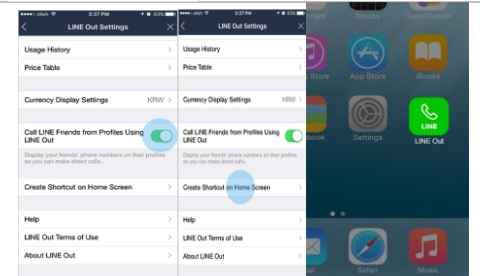 3:37 PM
LINE Out Settings
Usage History
Price Table
Currency Display Settings
KRW
Call LINE Friends from Profiles Using
LINE Out
Display your friends' phone numbers on their profiles
so you can make direct calls.
Create Shortcut on Home Screen
Help
LINE Out Terms of Use
About LINE Out
3:37 PM
LINE Out Settings
Usage History
Price Table
Currency Display Settings
KRW
Call LINE Friends from Profiles Using
LINE Out
Display your friends' phone numbers on their profiles
so you can make direct calls.
Create Shortcut on Home Screen
Help
LINE Out Terms of Use
About LINE Out
Stocks
Game Center
Store
App Store
iBooks
book
Settings
LINE
LINE Out
ail
Safari
Music